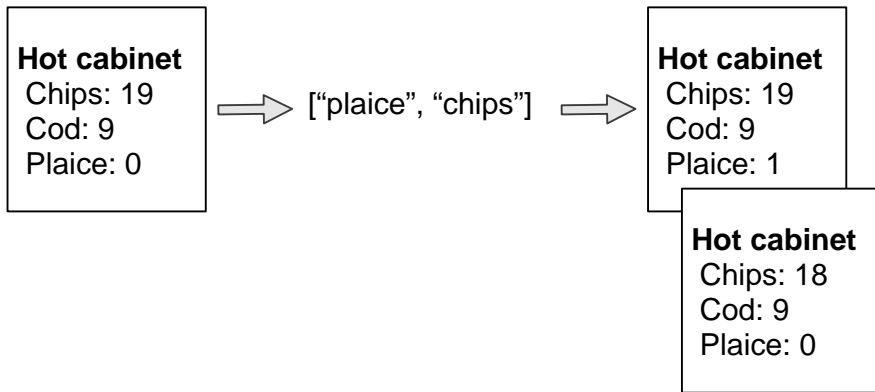 Hot cabinet
Chips: 19
Cod: 9
Plaice: 0
[“plaice”, “chips”]
Hot cabinet
Chips: 19
Cod: 9
Plaice: 1
Hot cabinet
Chips: 18
Cod: 9
Plaice: 0